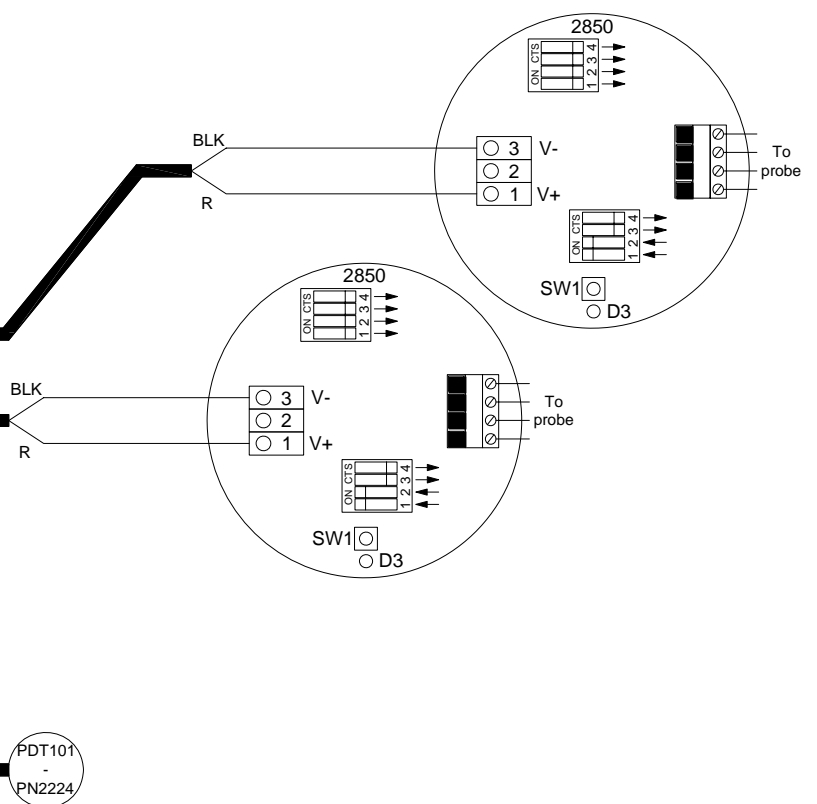 2850
ON CTS
1 2 3 4
BLK
R
3 V-
2
1 V+
To
probe
ON CTS
1 2 3 4
SW1
D3
2850
ON CTS
1 2 3 4
BLK
R
3 V-
2
1 V+
To
probe
ON CTS
1 2 3 4
SW1
D3
PDT101
-
PN2224